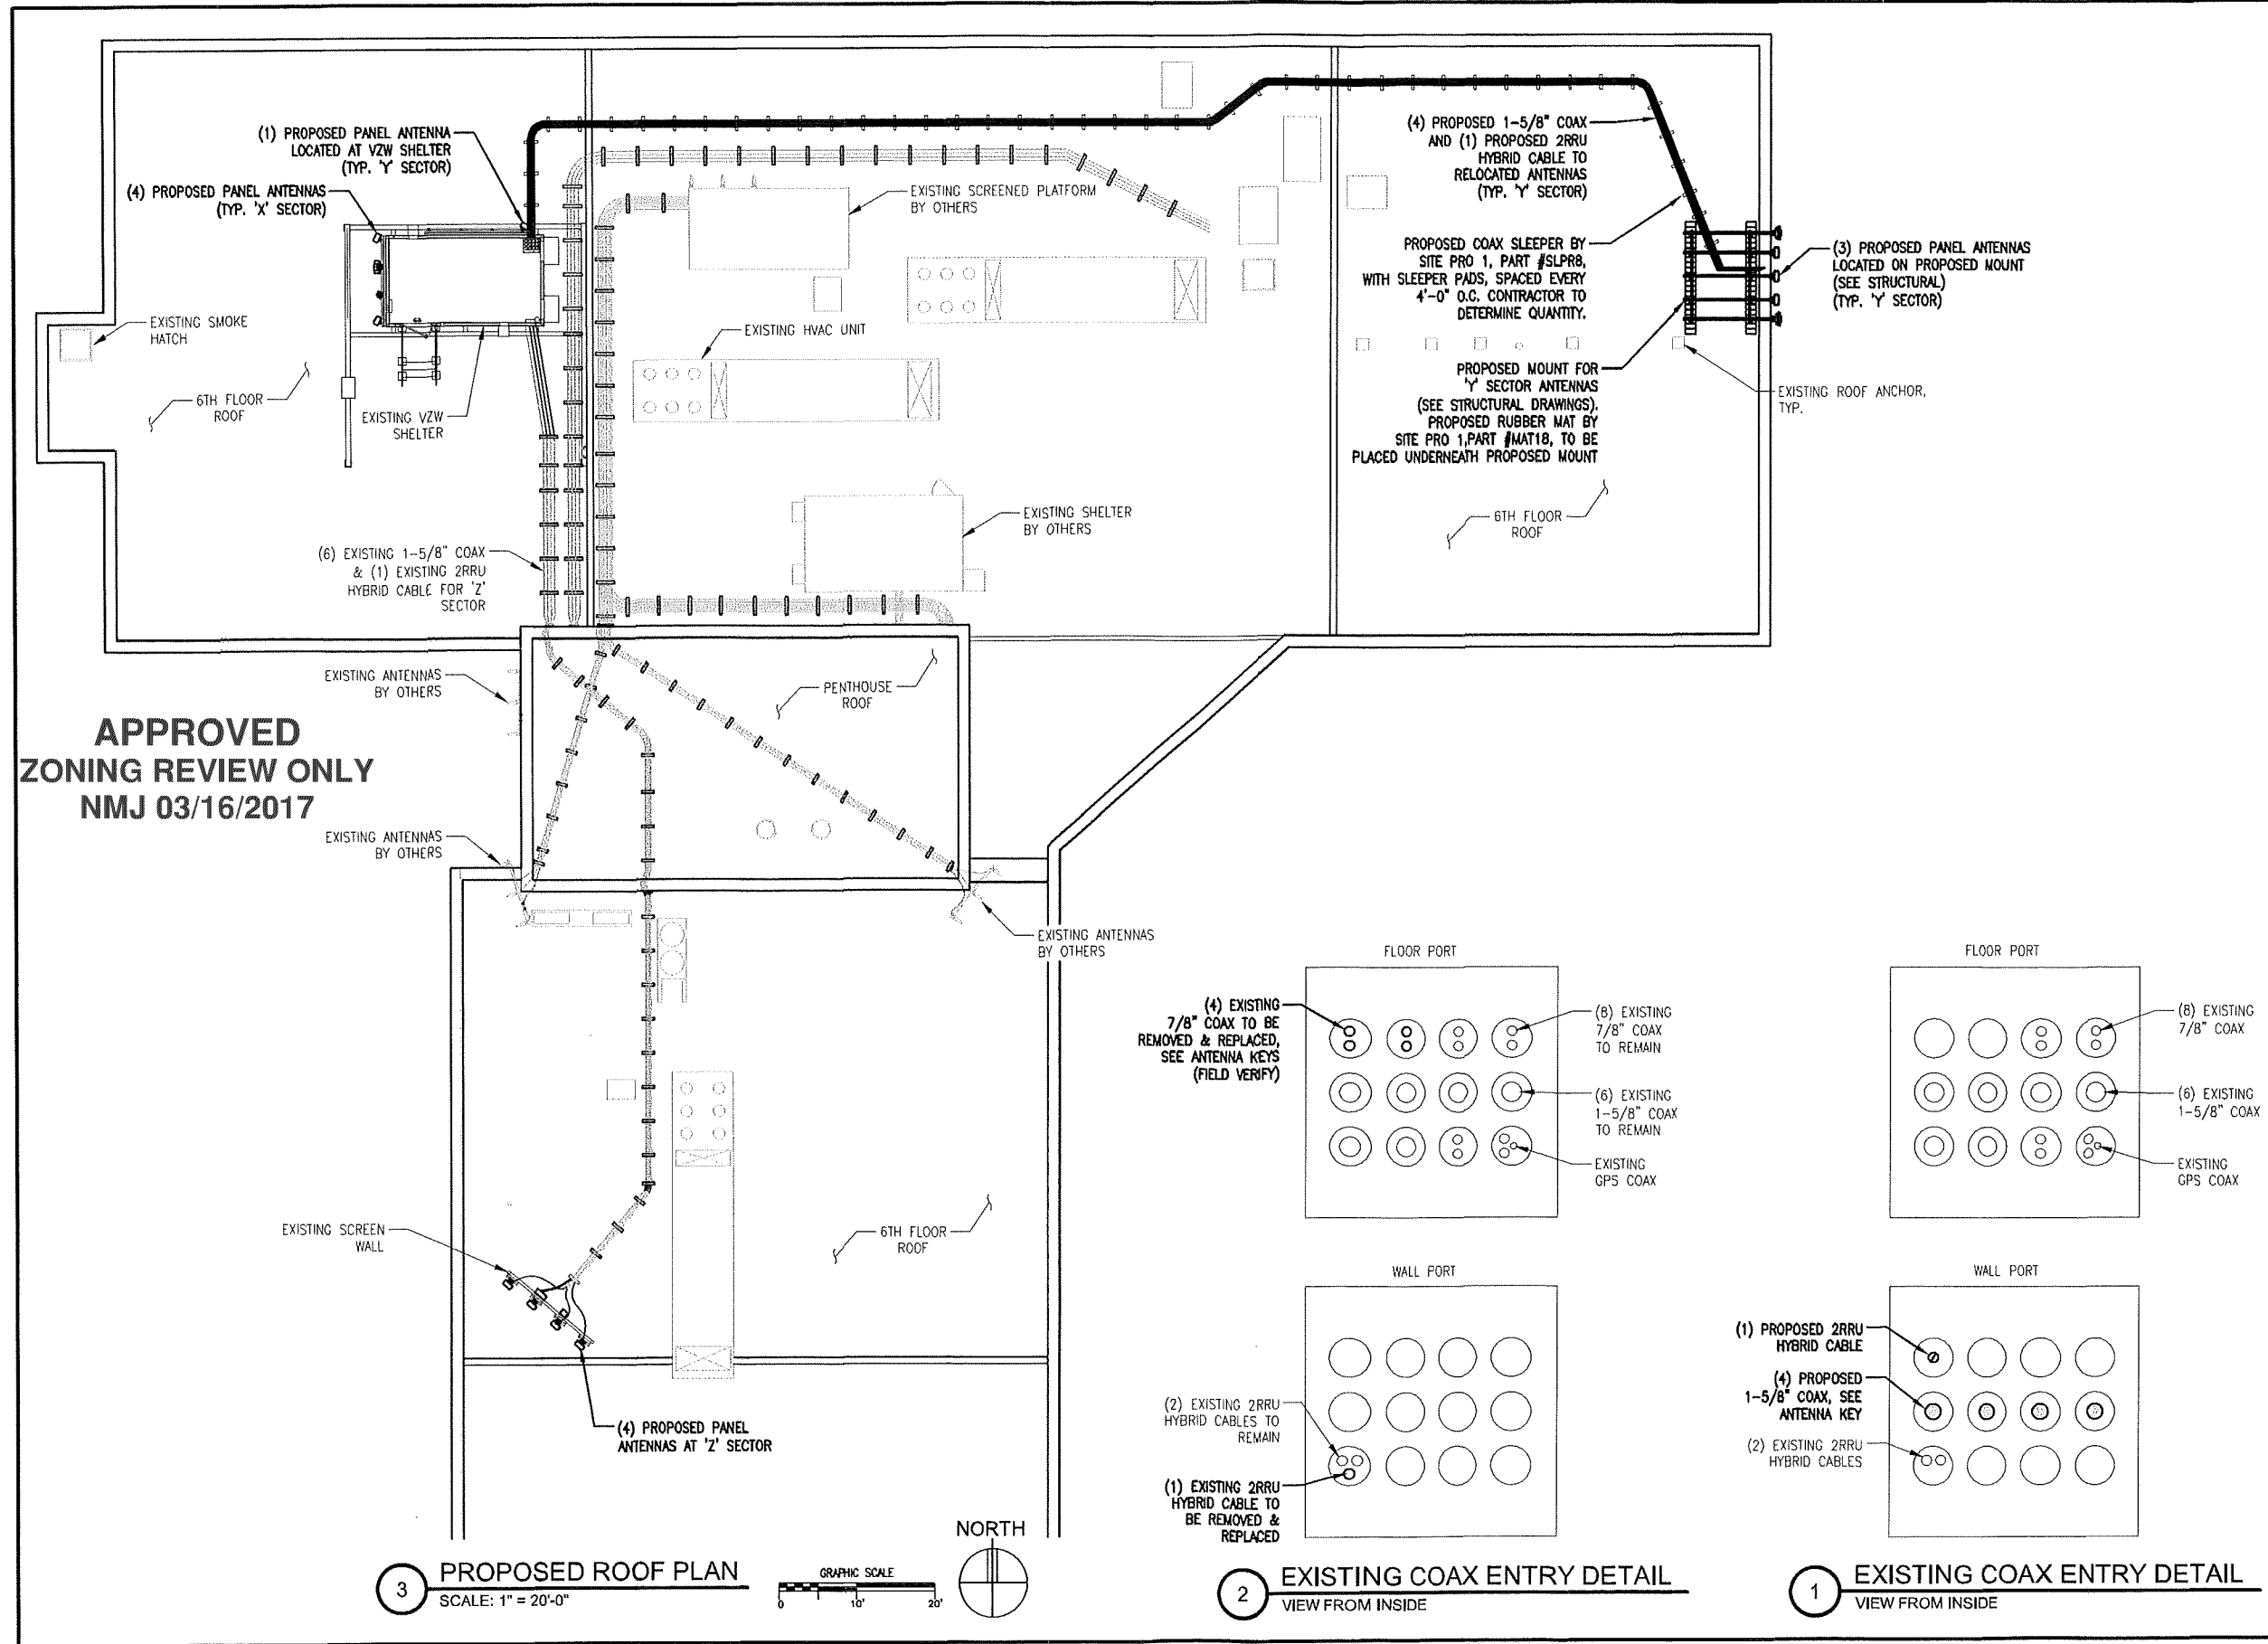 (1) PROPOSED PANEL ANTENNA
LOCATED AT VZW SHELTER
(TYP. 'Y' SECTOR)
(4) PROPOSED PANEL ANTENNAS
(TYP. 'X' SECTOR)
EXISTING SMOKE
HATCH
6TH FLOOR
ROOF
EXISTING VZW
SHELTER
EXISTING SCREENED PLATFORM
BY OTHERS
EXISTING HVAC UNIT
EXISTING SHELTER
BY OTHERS
(4) PROPOSED 1-5/8" COAX
AND (1) PROPOSED 2RRU
HYBRID CABLE TO
RELOCATED ANTENNAS
(TYP. 'Y' SECTOR)
PROPOSED COAX SLEEPER BY
SITE PRO 1, PART #SLPR8,
WITH SLEEPER PADS, SPACED EVERY
4'-0" O.C. CONTRACTOR TO
DETERMINE QUANTITY.
PROPOSED MOUNT FOR
'Y' SECTOR ANTENNAS
(SEE STRUCTURAL DRAWINGS).
PROPOSED RUBBER MAT BY
SITE PRO 1,PART #MAT18, TO BE
PLACED UNDERNEATH PROPOSED MOUNT
(3) PROPOSED PANEL ANTENNAS
LOCATED ON PROPOSED MOUNT
(SEE STRUCTURAL)
(TYP. 'Y' SECTOR)
EXISTING ROOF ANCHOR,
TYP.
6TH FLOOR
ROOF
(6) EXISTING 1-5/8" COAX
& (1) EXISTING 2RRU
HYBRID CABLE FOR 'Z'
SECTOR
EXISTING ANTENNAS
BY OTHERS
PENTHOUSE
ROOF
APPROVED
ZONING REVIEW ONLY
NMJ 03/16/2017
EXISTING ANTENNAS
BY OTHERS
EXISTING ANTENNAS
BY OTHERS
EXISTING SCREEN
WALL
6TH FLOOR
ROOF
(4) PROPOSED PANEL
ANTENNAS AT 'Z' SECTOR
3
PROPOSED ROOF PLAN
SCALE: 1" = 20'-0"
GRAPHIC SCALE
0 10' 20'
NORTH
FLOOR PORT
(4) EXISTING
7/8" COAX TO BE
REMOVED & REPLACED,
SEE ANTENNA KEYS
(FIELD VERIFY)
(8) EXISTING
7/8" COAX
TO REMAIN
(6) EXISTING
1-5/8" COAX
TO REMAIN
EXISTING
GPS COAX
WALL PORT
(2) EXISTING 2RRU
HYBRID CABLES TO
REMAIN
(1) EXISTING 2RRU
HYBRID CABLE TO
BE REMOVED &
REPLACED
2
EXISTING COAX ENTRY DETAIL
VIEW FROM INSIDE
FLOOR PORT
(8) EXISTING
7/8" COAX
(6) EXISTING
1-5/8" COAX
EXISTING
GPS COAX
WALL PORT
(1) PROPOSED 2RRU
HYBRID CABLE
(4) PROPOSED
1-5/8" COAX, SEE
ANTENNA KEY
(2) EXISTING 2RRU
HYBRID CABLES
1
EXISTING COAX ENTRY DETAIL
VIEW FROM INSIDE